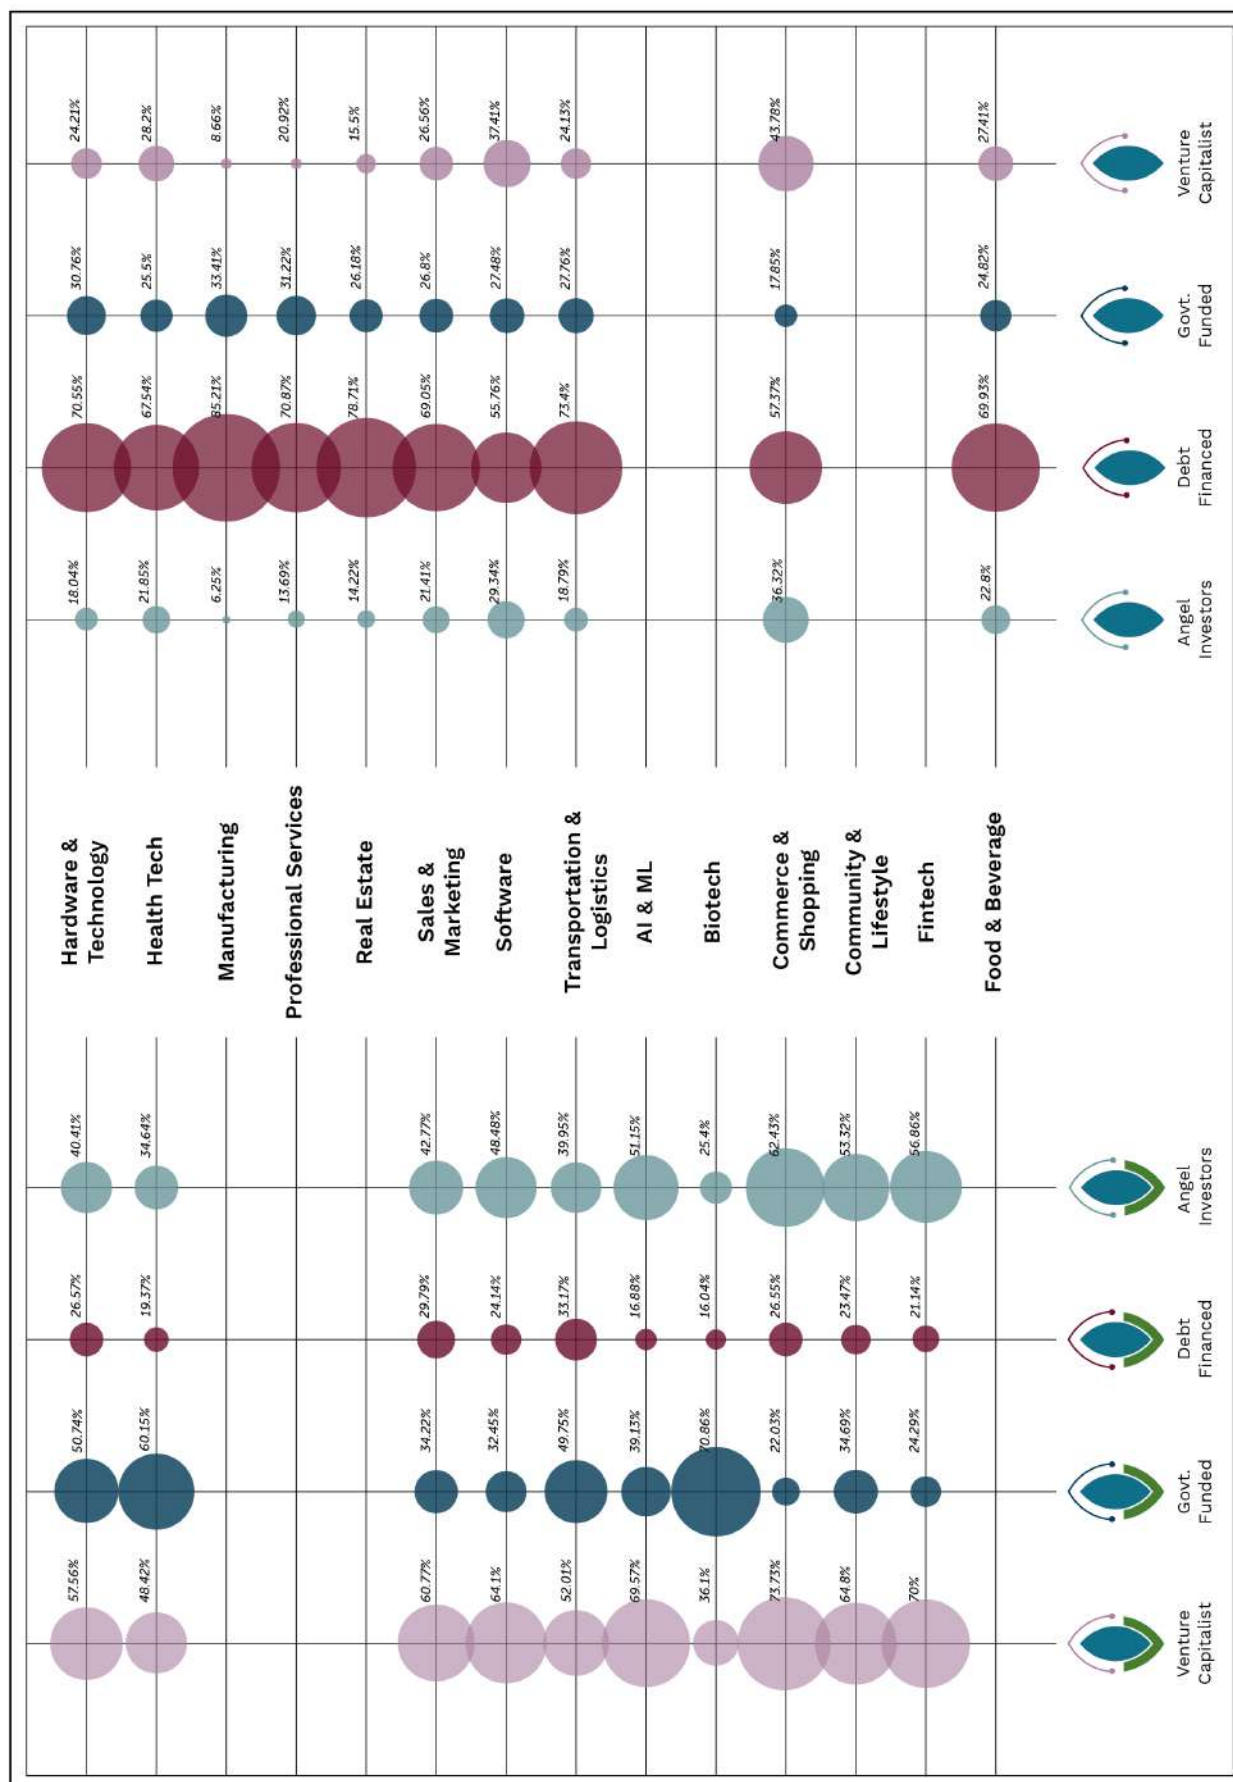 57.56%
50.74%
26.57%
40.41%
Hardware &
Technology
18.04%
70.55%
30.76%
24.21%
48.42%
60.15%
19.37%
34.64%
Health Tech
21.85%
67.54%
25.5%
28.2%
Manufacturing
6.25%
85.21%
33.41%
8.66%
Professional Services
13.69%
70.87%
31.22%
20.92%
Real Estate
14.22%
78.71%
26.18%
15.5%
60.77%
34.22%
29.79%
42.77%
Sales &
Marketing
21.41%
69.05%
26.8%
26.56%
64.1%
32.45%
24.14%
48.48%
Software
29.34%
55.76%
27.48%
37.41%
52.01%
49.75%
33.17%
39.95%
Transportation &
Logistics
18.79%
73.4%
27.76%
24.13%
69.57%
39.13%
16.88%
51.15%
AI & ML
36.1%
70.86%
16.04%
25.4%
Biotech
73.73%
22.03%
26.55%
62.43%
Commerce &
Shopping
36.32%
57.37%
17.85%
43.78%
64.8%
34.69%
23.47%
53.32%
Community &
Lifestyle
70%
24.29%
21.14%
56.86%
Fintech
Food & Beverage
22.8%
69.93%
24.82%
27.41%
Venture
Capitalist
Govt.
Funded
Debt
Financed
Angel
Investors
Angel
Investors
Debt
Financed
Govt.
Funded
Venture
Capitalist